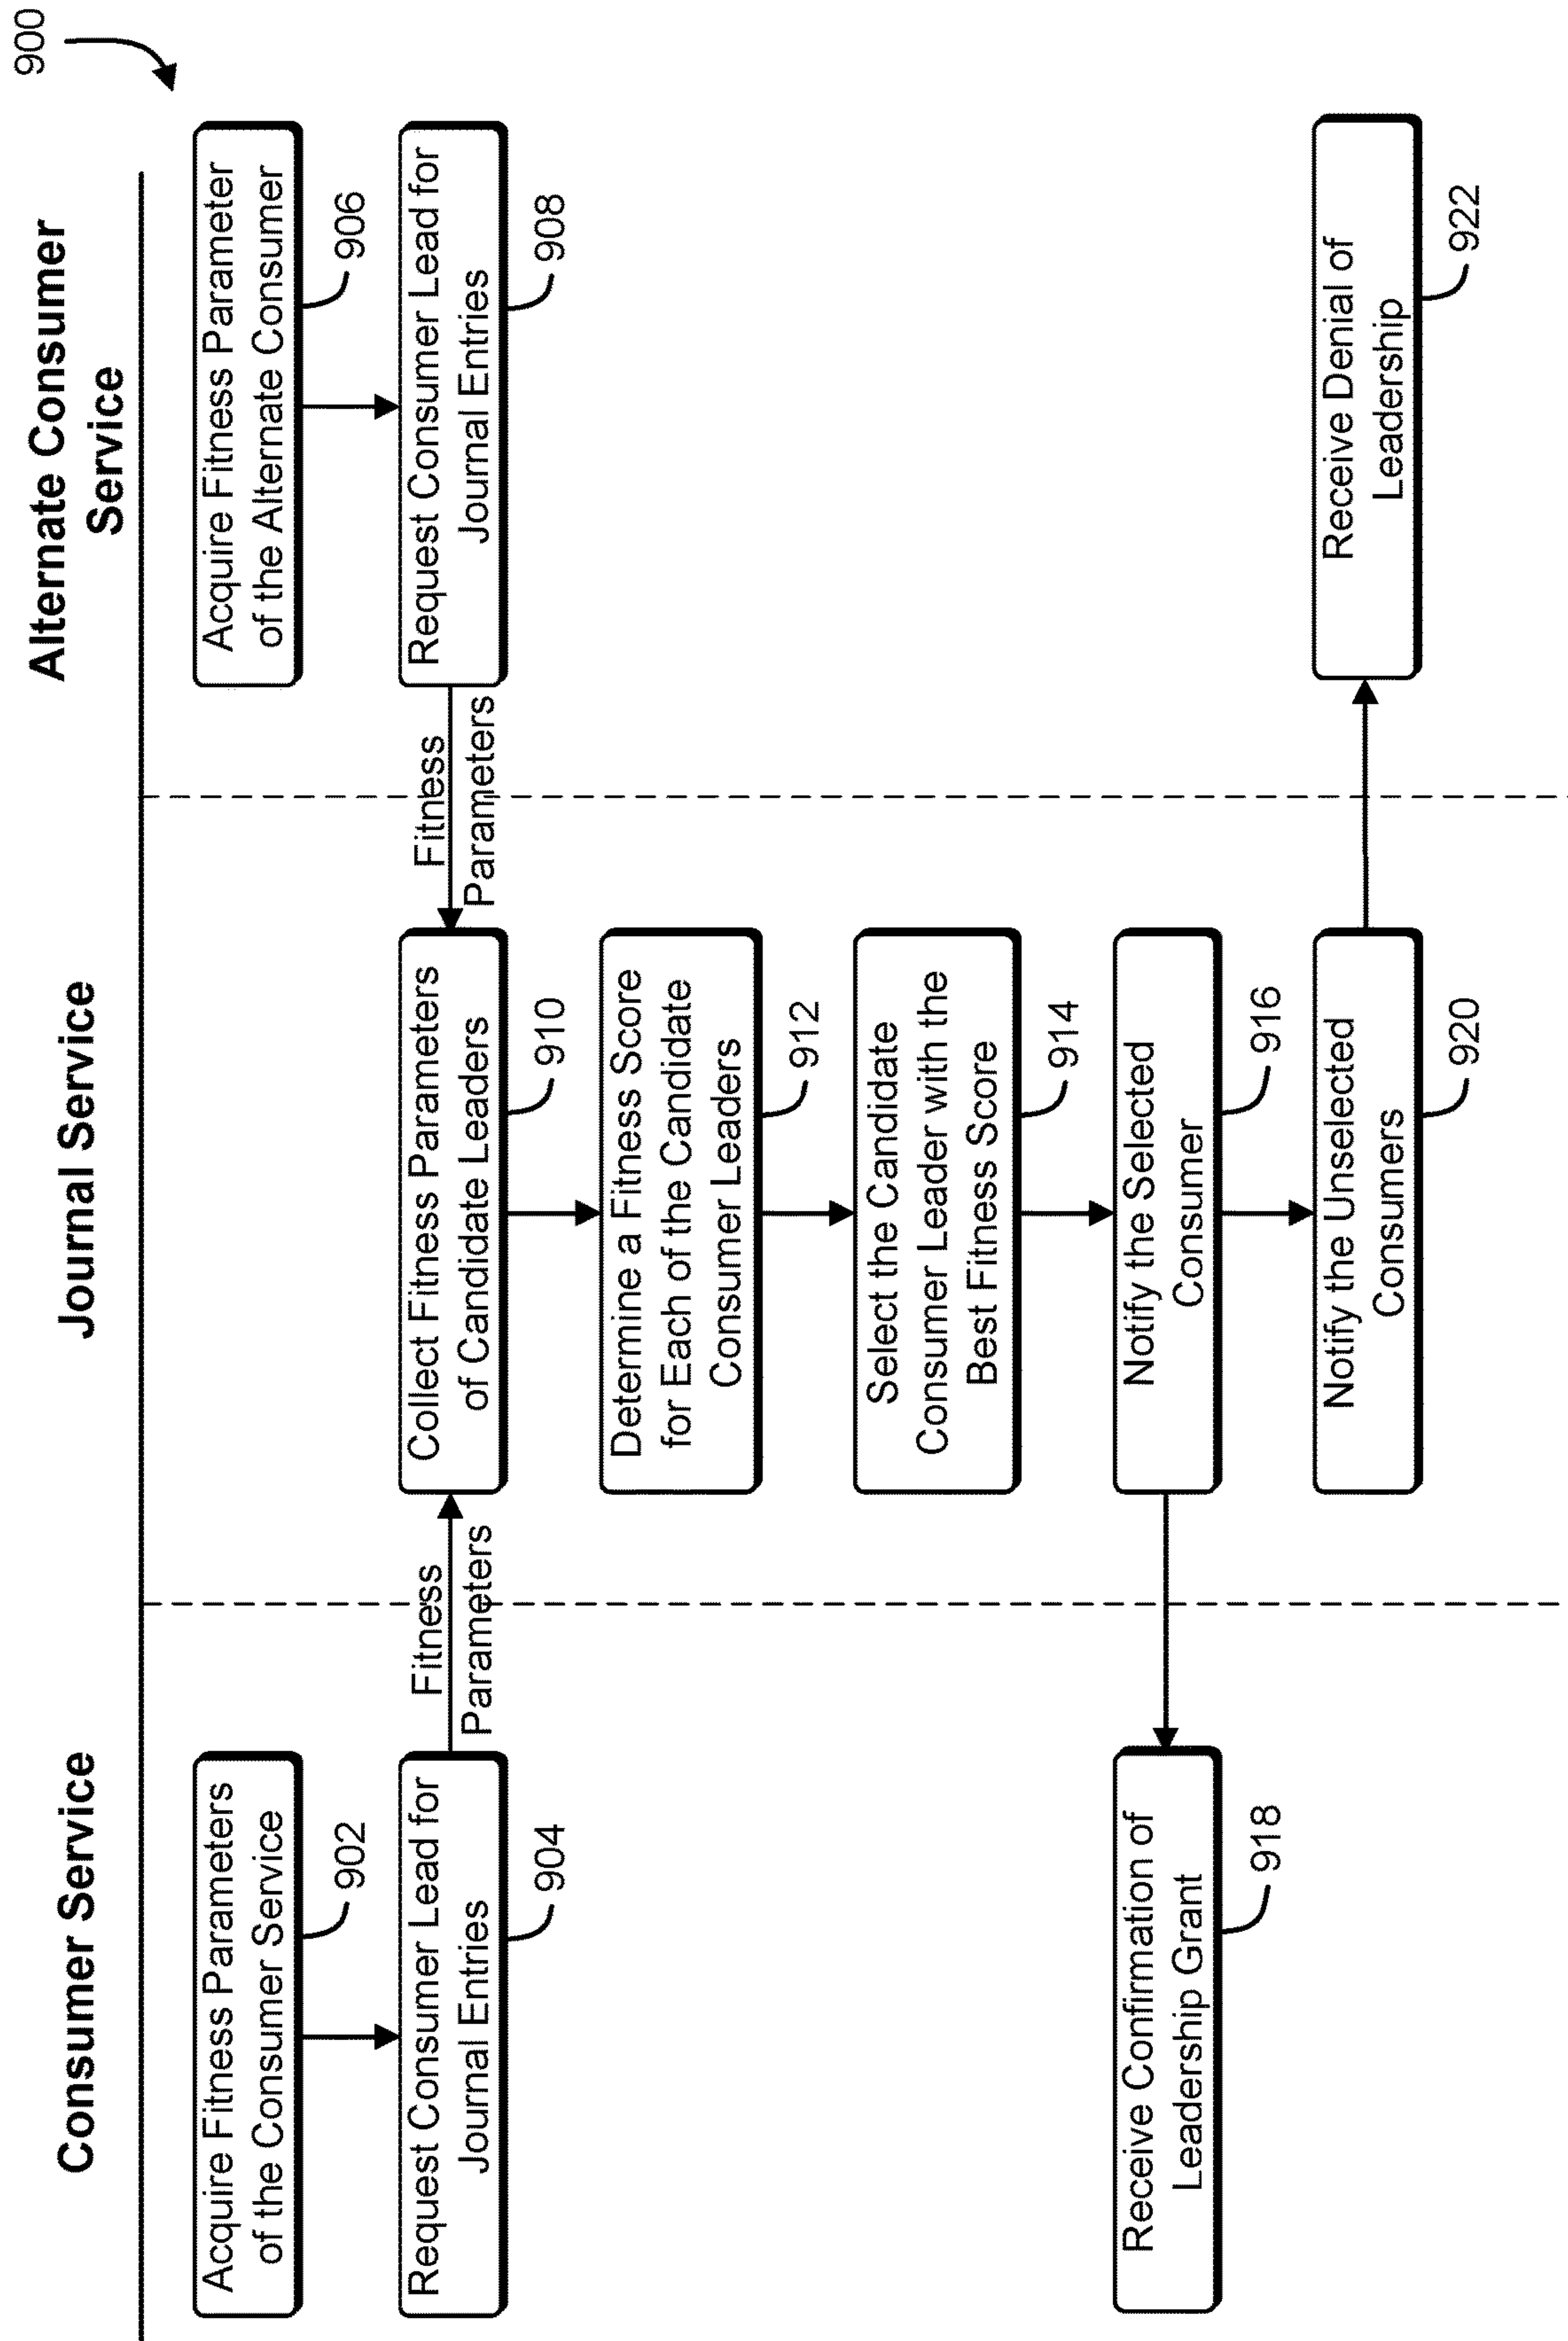 900
Consumer Service
Journal Service
Alternate Consumer
Service
Acquire Fitness Parameters
of the Consumer Service
902
Acquire Fitness Parameter
of the Alternate Consumer
906
Request Consumer Lead for
Journal Entries
904
Fitness
Parameters
Collect Fitness Parameters
of Candidate Leaders
910
Fitness
Parameters
Request Consumer Lead for
Journal Entries
908
Determine a Fitness Score
for Each of the Candidate
Consumer Leaders
912
Select the Candidate
Consumer Leader with the
Best Fitness Score
914
Notify the Selected
Consumer
916
Receive Confirmation of
Leadership Grant
918
Notify the Unselected
Consumers
920
Receive Denial of
Leadership
922